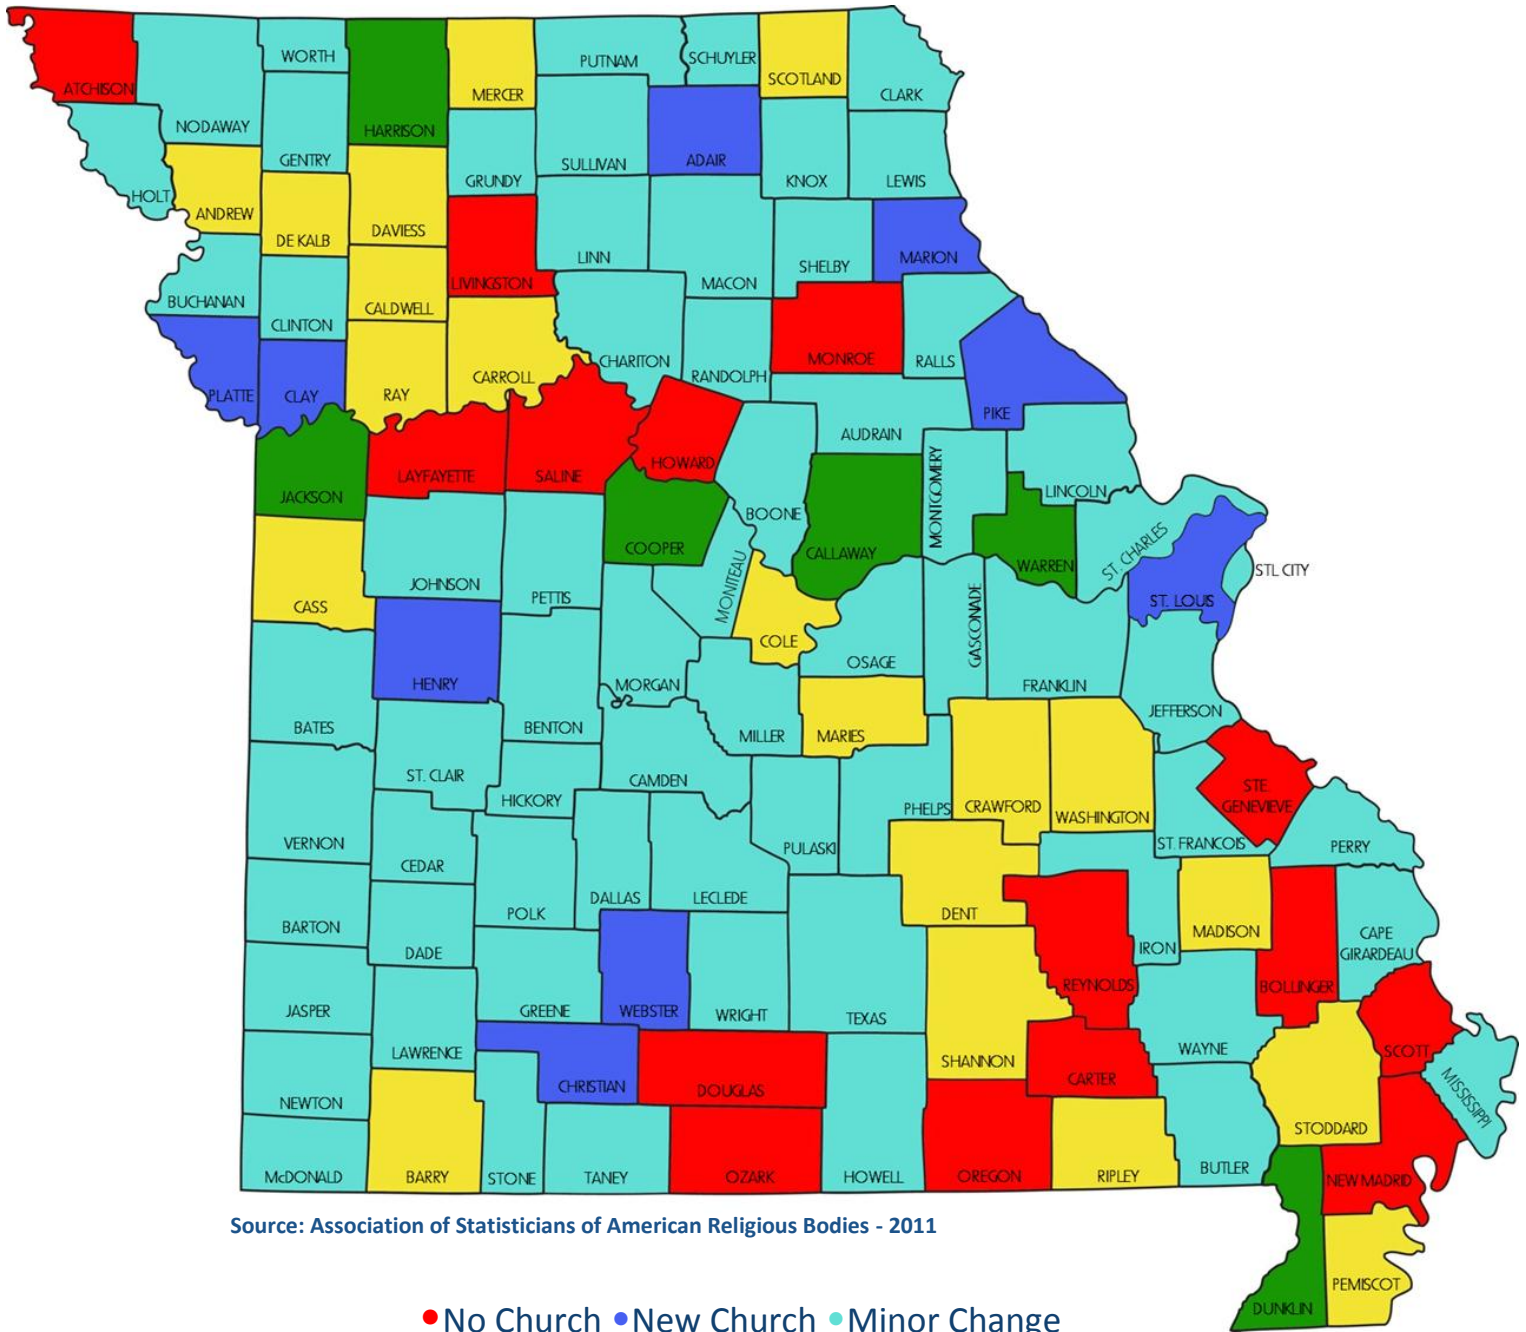 WORTH
PUTNAM
SCHUYLER
SCOTLAND
ATCHISON
MERCER
CLARK
NODAWAY
HARRISON
GENTRY
SULLIVAN
ADAIR
GRUNDY
KNOX
LEWIS
HOLT
ANDREW
DE KALB
DAVIESS
LINN
SHELBY
MARION
LIVINGSTON
MACON
BUCHANAN
CALDWELL
CLINTON
CHARITON
MONROE
RALLS
RANDOLPH
CARROLL
PLATTE
CLAY
RAY
PIKE
AUDRAIN
HOWARD
LAYFAYETTE
SALINE
MONTGOMERY
LINCOLN
JACKSON
BOONE
COOPER
CALLAWAY
ST. CHARLES
WARREN
STL CITY
JOHNSON
PETTIS
MONITEAU
ST. LOUIS
CASS
COLE
GASCONADE
OSAGE
HENRY
MORGAN
FRANKLIN
JEFFERSON
BATES
BENTON
MILLER
MARIES
ST. CLAIR
CAMDEN
HICKORY
PHELPS
CRAWFORD
WASHINGTON
STE.
GENEVIEVE
VERNON
PULASKI
ST. FRANCOIS
PERRY
CEDAR
DALLAS
LECLEDE
POLK
DENT
BARTON
DADE
IRON
MADISON
CAPE
GIRARDEAU
REYNOLDS
BOLLINGER
JASPER
GREENE
WEBSTER
WRIGHT
TEXAS
LAWRENCE
SHANNON
WAYNE
SCOTT
CARTER
CHRISTIAN
DOUGLAS
MISSISSIPPI
NEWTON
STODDARD
McDONALD
BARRY
STONE
TANEY
OZARK
HOWELL
OREGON
RIPLEY
BUTLER
NEW MADRID
Source: Association of Statisticians of American Religious Bodies - 2011
PEMISCOT
DUNKLIN
•No Church •New Church •Minor Change